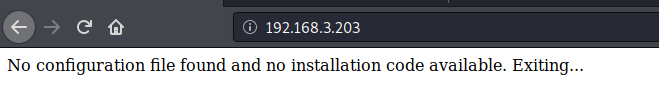 192.168.3.203
No configuration file found and no installation code available. Exiting...